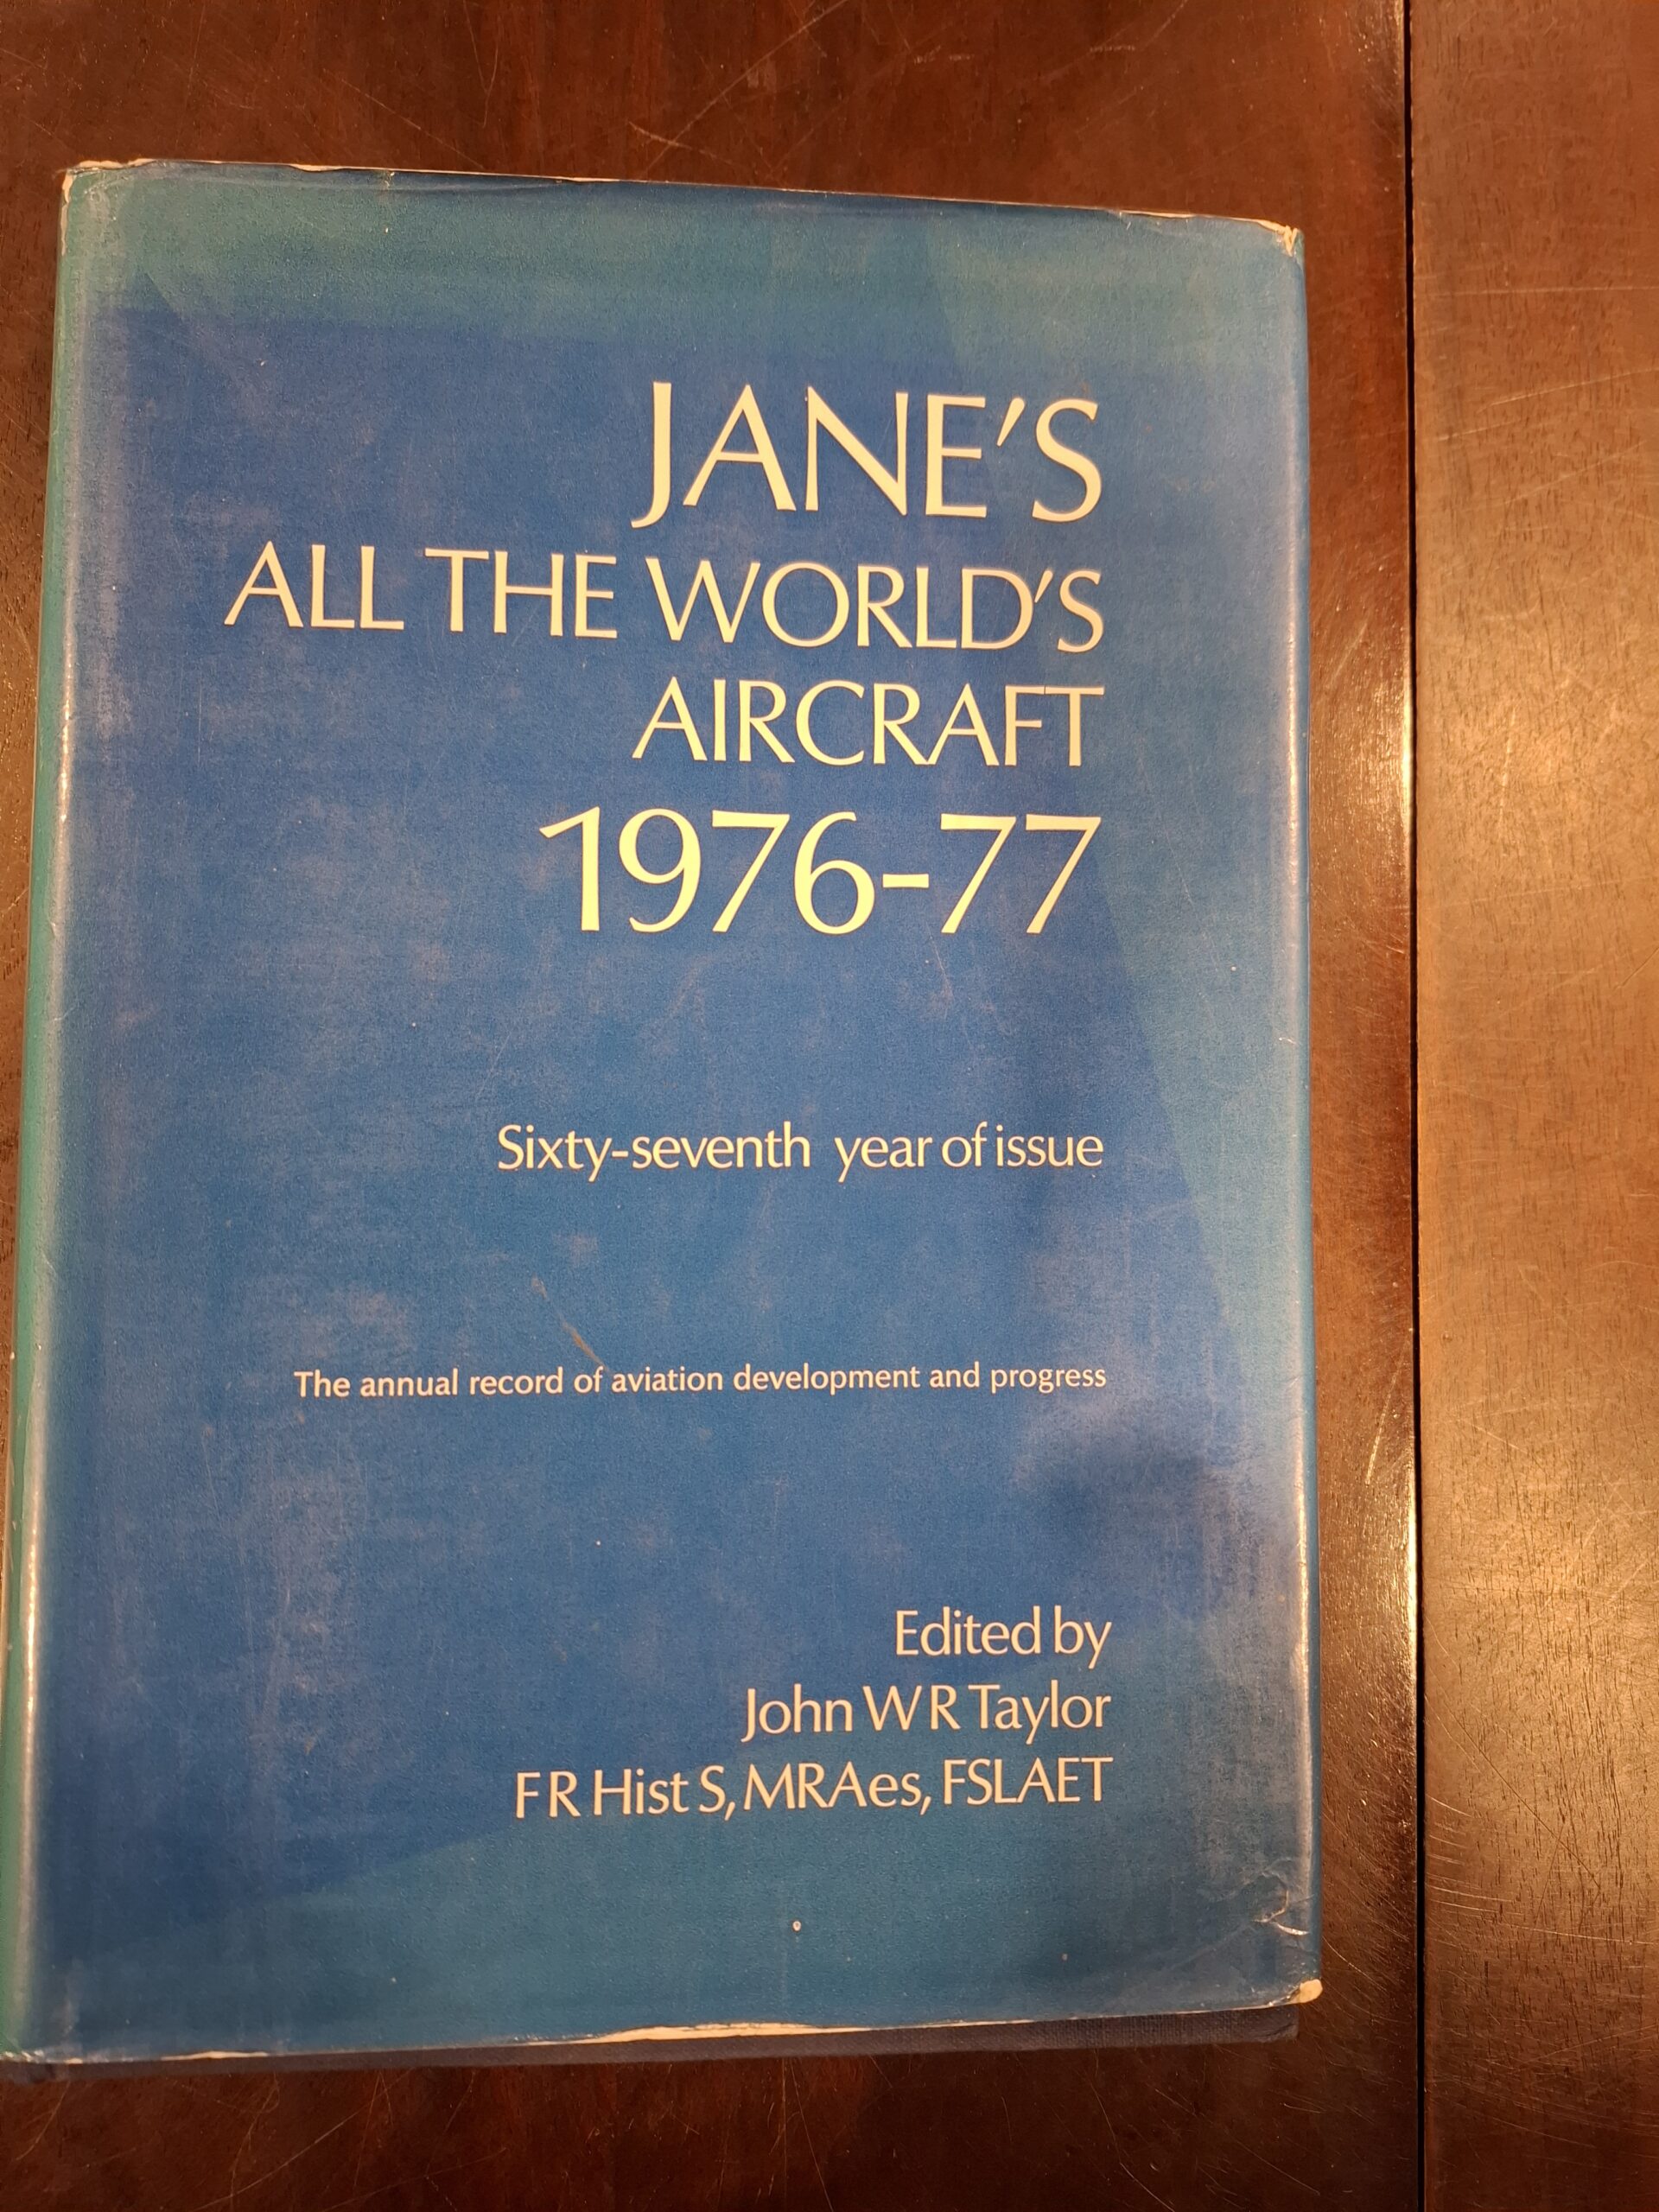 JANE'S
ALL THE WORLD'S
AIRCRAFT
1976-77
Sixty-seventh year of issue
The annual record of aviation development and progress
Edited by
John W R Taylor
F R Hist S, MRAes, FSLAET